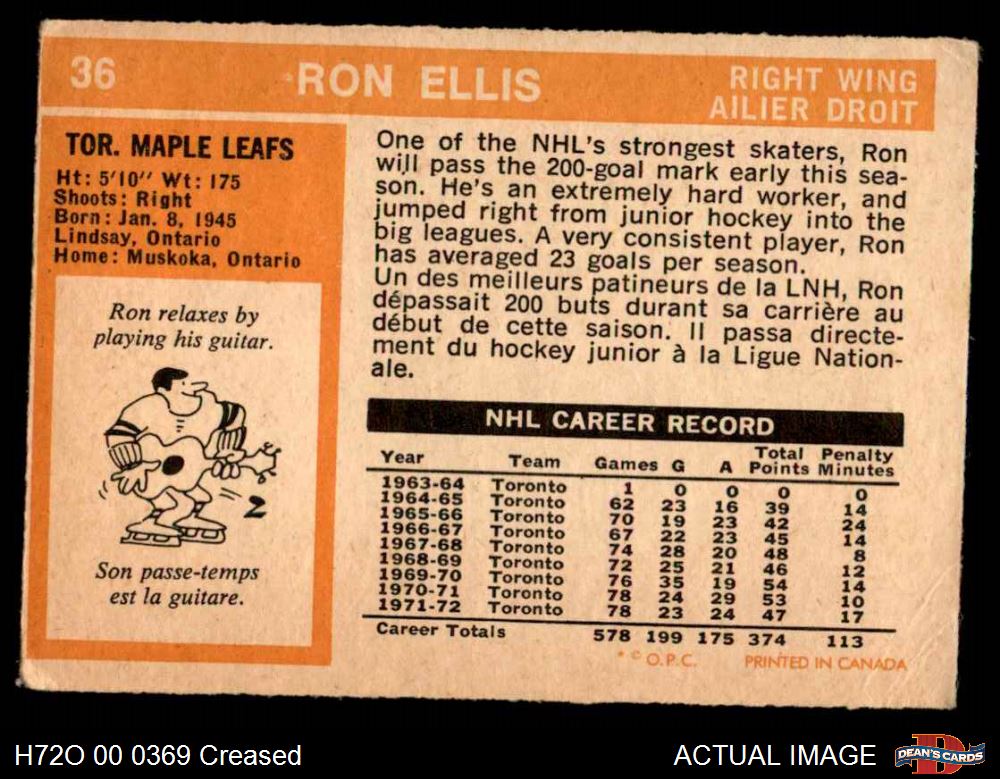 36 RON ELLIS RIGHT WING
AILIER DROIT
TOR. MAPLE LEAFS
Ht: 5'10'' Wt: 175
Shoots: Right
Born: Jan. 8, 1945
Lindsay, Ontario
Home: Muskoka, Ontario
Ron relaxes by
playing his guitar.
Z
Son passe-temps
est la guitare.
One of the NHL's strongest skaters, Ron
will pass the 200-goal mark early this sea-
son. He's an extremely hard worker, and
jumped right from junior hockey into the
big leagues. A very consistent player, Ron
has averaged 23 goals per season.
Un des meilleurs patineurs de la LNH, Ron
dépassait 200 buts durant sa carrière au
début de cette saison. Il passa directe-
ment du hockey junior à la Ligue Nation-
ale.
NHL CAREER RECORD
Year Team Games G A Total Points Penalty Minutes
1963-64 Toronto 1 0 0 0 0
1964-65 Toronto 62 23 16 39 14
1965-66 Toronto 70 19 23 42 24
1966-67 Toronto 67 22 23 45 14
1967-68 Toronto 74 28 20 48 8
1968-69 Toronto 72 25 21 46 12
1969-70 Toronto 76 35 19 54 14
1970-71 Toronto 78 24 29 53 10
1971-72 Toronto 78 23 24 47 17
Career Totals 578 199 175 374 113
* © O.P.C. PRINTED IN CANADA
H72O 00 0369 Creased ACTUAL IMAGE DEAN'S CARDS